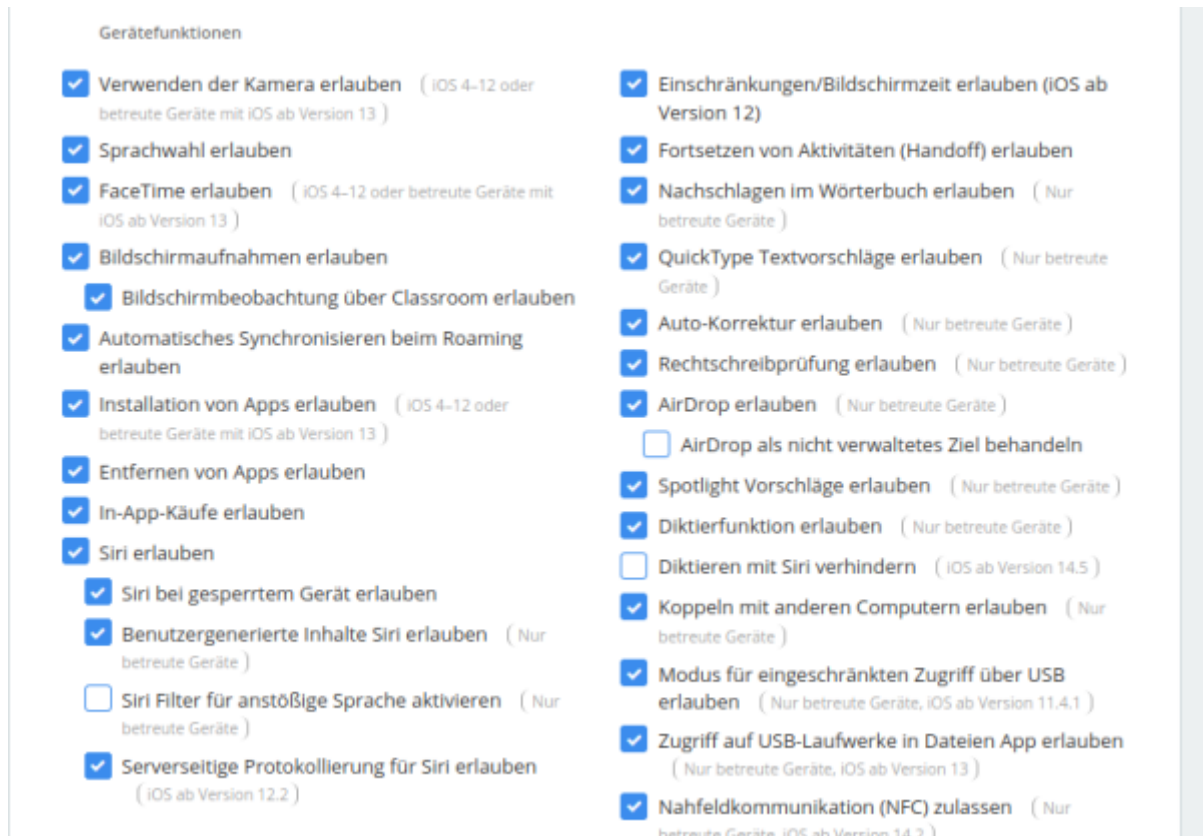 Gerätefunktionen
Verwenden der Kamera erlauben ( iOS 4–12 oder
betreute Geräte mit iOS ab Version 13 )
Sprachwahl erlauben
FaceTime erlauben ( iOS 4–12 oder betreute Geräte mit
iOS ab Version 13 )
Bildschirmaufnahmen erlauben
Bildschirmbeobachtung über Classroom erlauben
Automatisches Synchronisieren beim Roaming
erlauben
Installation von Apps erlauben ( iOS 4–12 oder
betreute Geräte mit iOS ab Version 13 )
Entfernen von Apps erlauben
In-App-Käufe erlauben
Siri erlauben
Siri bei gesperrtem Gerät erlauben
Benutzergenerierte Inhalte Siri erlauben ( Nur
betreute Geräte )
Siri Filter für anstößige Sprache aktivieren ( Nur
betreute Geräte )
Serverseitige Protokollierung für Siri erlauben
( iOS ab Version 12.2 )
Einschränkungen/Bildschirmzeit erlauben (iOS ab
Version 12)
Fortsetzen von Aktivitäten (Handoff) erlauben
Nachschlagen im Wörterbuch erlauben ( Nur
betreute Geräte )
QuickType Textvorschläge erlauben ( Nur betreute
Geräte )
Auto-Korrektur erlauben ( Nur betreute Geräte )
Rechtschreibprüfung erlauben ( Nur betreute Geräte )
AirDrop erlauben ( Nur betreute Geräte )
AirDrop als nicht verwaltetes Ziel behandeln
Spotlight Vorschläge erlauben ( Nur betreute Geräte )
Diktierfunktion erlauben ( Nur betreute Geräte )
Diktieren mit Siri verhindern ( iOS ab Version 14.5 )
Koppeln mit anderen Computern erlauben ( Nur
betreute Geräte )
Modus für eingeschränkten Zugriff über USB
erlauben ( Nur betreute Geräte, iOS ab Version 11.4.1 )
Zugriff auf USB-Laufwerke in Dateien App erlauben
( Nur betreute Geräte, iOS ab Version 13 )
Nahfeldkommunikation (NFC) zulassen ( Nur
betreute Geräte, iOS ab Version 14.2 )